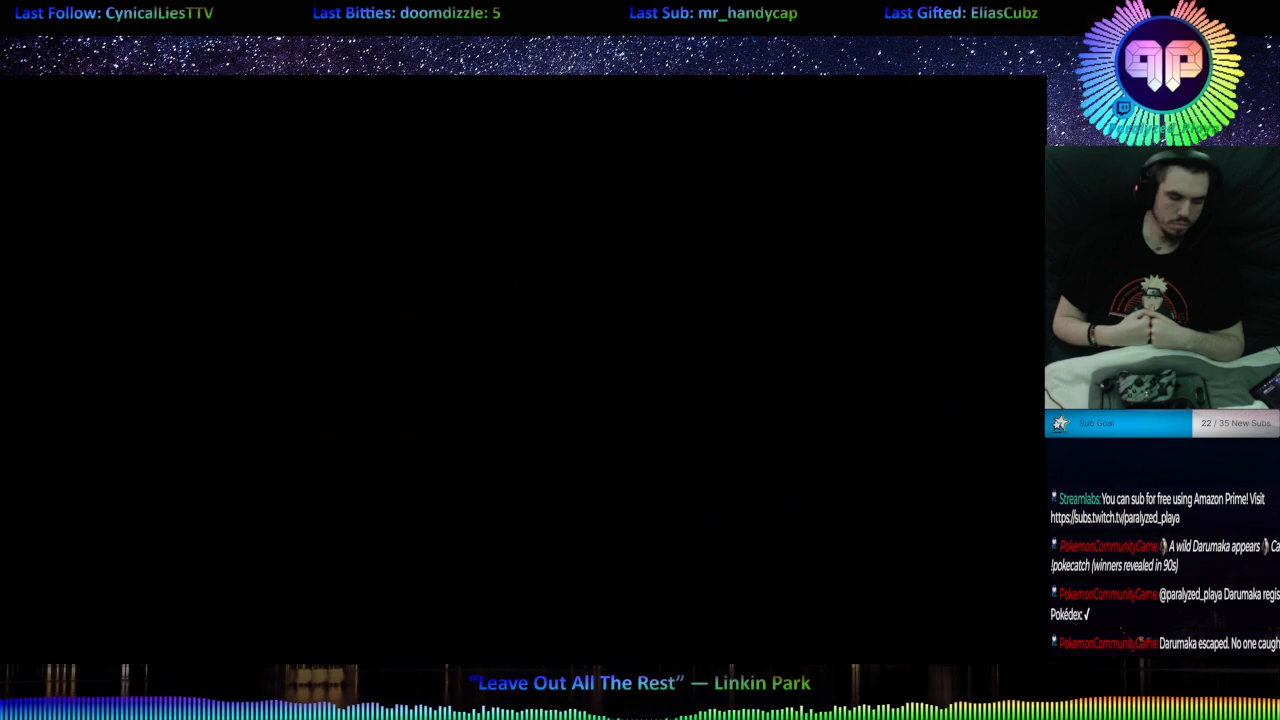 Last Follow: CynicalLiesTTV
Last Bitties: doomdizzle: 5
Last Sub: mr_handycap
Last Gifted: EliasCubz
Sub Goal
22 / 35 New Subs
Streamlabs: You can sub for free using Amazon Prime! Visit
https://subs.twitch.tv/paralyzed_playa
PokemonCommunityGame: A wild Darumaka appears Ca
!pokecatch (winners revealed in 90s)
PokemonCommunityGame: @paralyzed_playa Darumaka regis
Pokédex: ✓
PokemonCommunityGame: Darumaka escaped. No one caugh
"Leave Out All The Rest" — Linkin Park